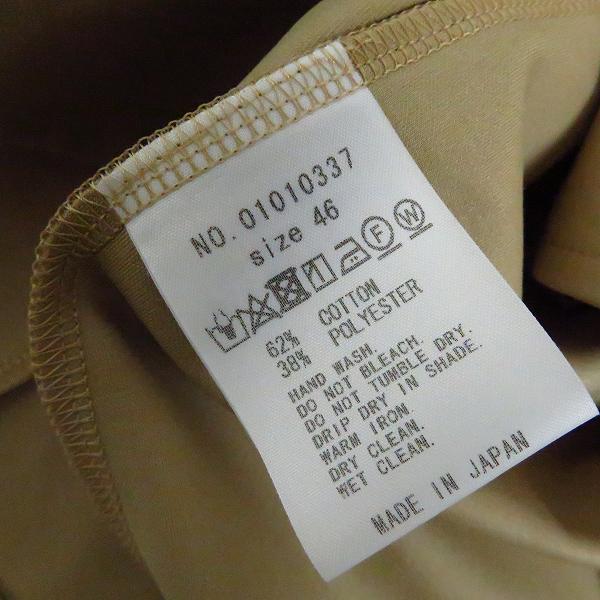 NO. 01010337
size 46
F W
62% COTTON
38% POLYESTER
HAND WASH.
DO NOT BLEACH.
DO NOT TUMBLE DRY.
DRIP DRY IN SHADE.
WARM IRON.
DRY CLEAN.
WET CLEAN.
MADE IN JAPAN